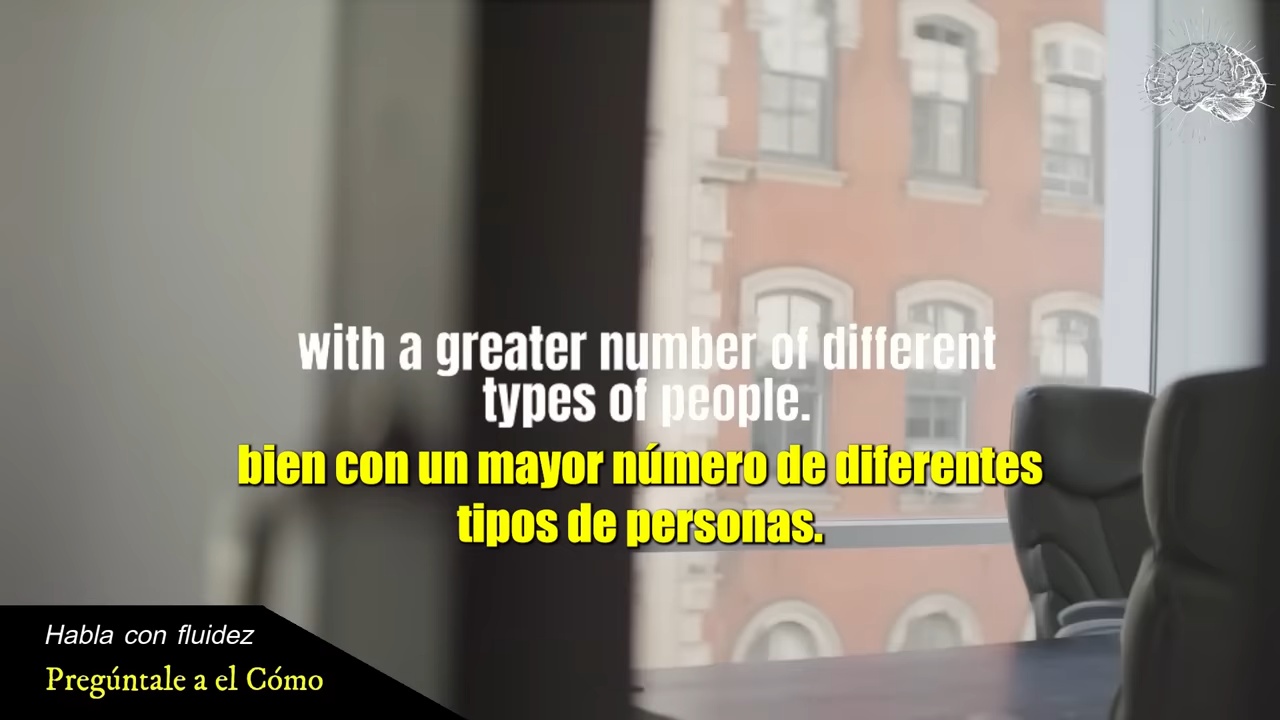 with a greater number of different
types of people.
bien con un mayor número de diferentes
tipos de personas.
Habla con fluidez
Pregúntale a el Cómo